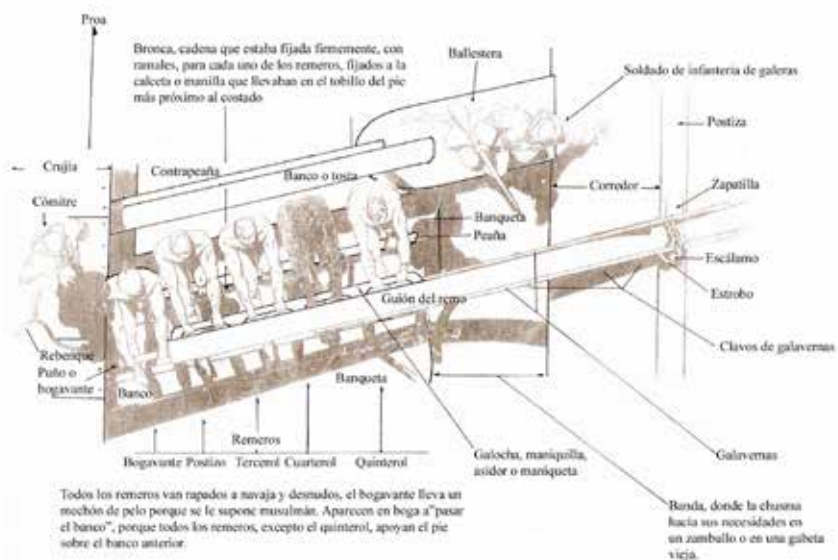 Proa
Bronca, cadena que estaba fijada firmemente, con
ramales, para cada uno de los remeros, fijados a la
calceta o manilla que llevaban en el tobillo del pie
más próximo al costado
Ballestera
Soldado de infantería de galeras
Postiza
Crujía
Contrapeaña
Banco o tosta
Corredor
Zapatilla
Cómitre
Banqueta
Peaña
Escálamo
Guión del remo
Estrobo
Clavos de galavernas
Rebenque
Puño o
bogavante
Banco
Banqueta
Remeros
Bogavante Postizo Tercerol Cuarterol Quinterol
Galocha, maniquilla,
asidor o maniqueta
Galavernas
Todos los remeros van rapados a navaja y desnudos, el bogavante lleva un
mechón de pelo porque se le supone musulmán. Aparecen en boga a"pasar
el banco", porque todos los remeros, excepto el quinterol, apoyan el pie
sobre el banco anterior.
Banda, donde la chusma
hacía sus necesidades en
un zamballo o en una gabeta
vieja.